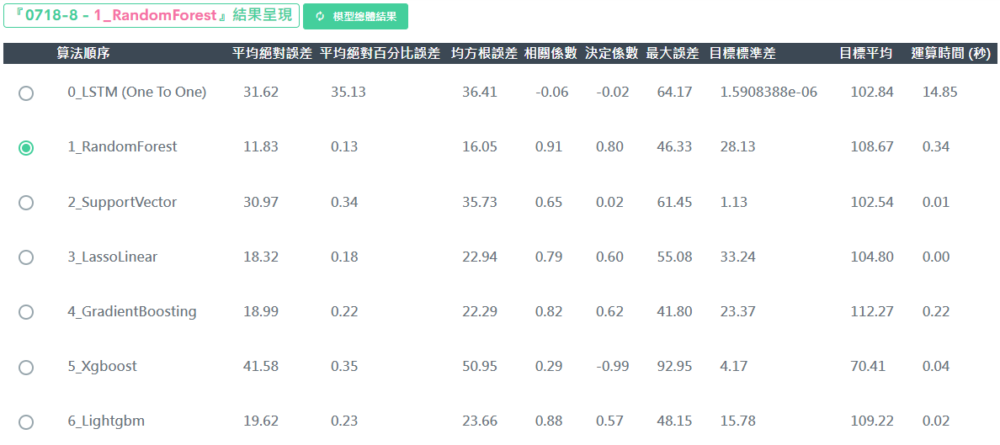 『0718-8 - 1_RandomForest』結果呈現 模型總體結果
算法順序 平均絕對誤差 平均絕對百分比誤差 均方根誤差 相關係數 決定係數 最大誤差 目標標準差 目標平均 運算時間 (秒)
0_LSTM (One To One) 31.62 35.13 36.41 -0.06 -0.02 64.17 1.5908388e-06 102.84 14.85
1_RandomForest 11.83 0.13 16.05 0.91 0.80 46.33 28.13 108.67 0.34
2_SupportVector 30.97 0.34 35.73 0.65 0.02 61.45 1.13 102.54 0.01
3_LassoLinear 18.32 0.18 22.94 0.79 0.60 55.08 33.24 104.80 0.00
4_GradientBoosting 18.99 0.22 22.29 0.82 0.62 41.80 23.37 112.27 0.22
5_Xgboost 41.58 0.35 50.95 0.29 -0.99 92.95 4.17 70.41 0.04
6_Lightgbm 19.62 0.23 23.66 0.88 0.57 48.15 15.78 109.22 0.02